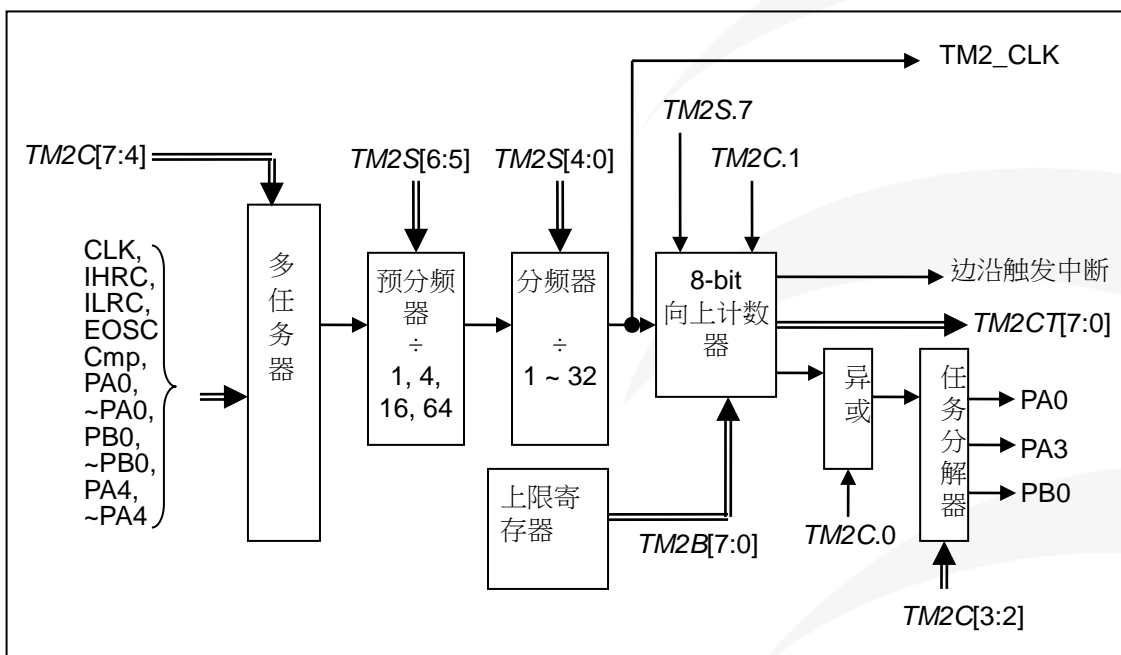 TM2_CLK
TM2S.7
TM2C[7:4]
TM2S[6:5]
TM2S[4:0]
TM2C.1
CLK,
IHRC,
ILRC,
EOSC
Cmp,
PA0,
~PA0,
PB0,
~PB0,
PA4,
~PA4
多
任
务
器
预分频
器
÷
1, 4,
16, 64
分频器
÷
1 ~ 32
8-bit
向上计数
器
边沿触发中断
TM2CT[7:0]
异
或
任
务
分
解
器
PA0
PA3
PB0
上限寄
存器
TM2B[7:0]
TM2C.0
TM2C[3:2]